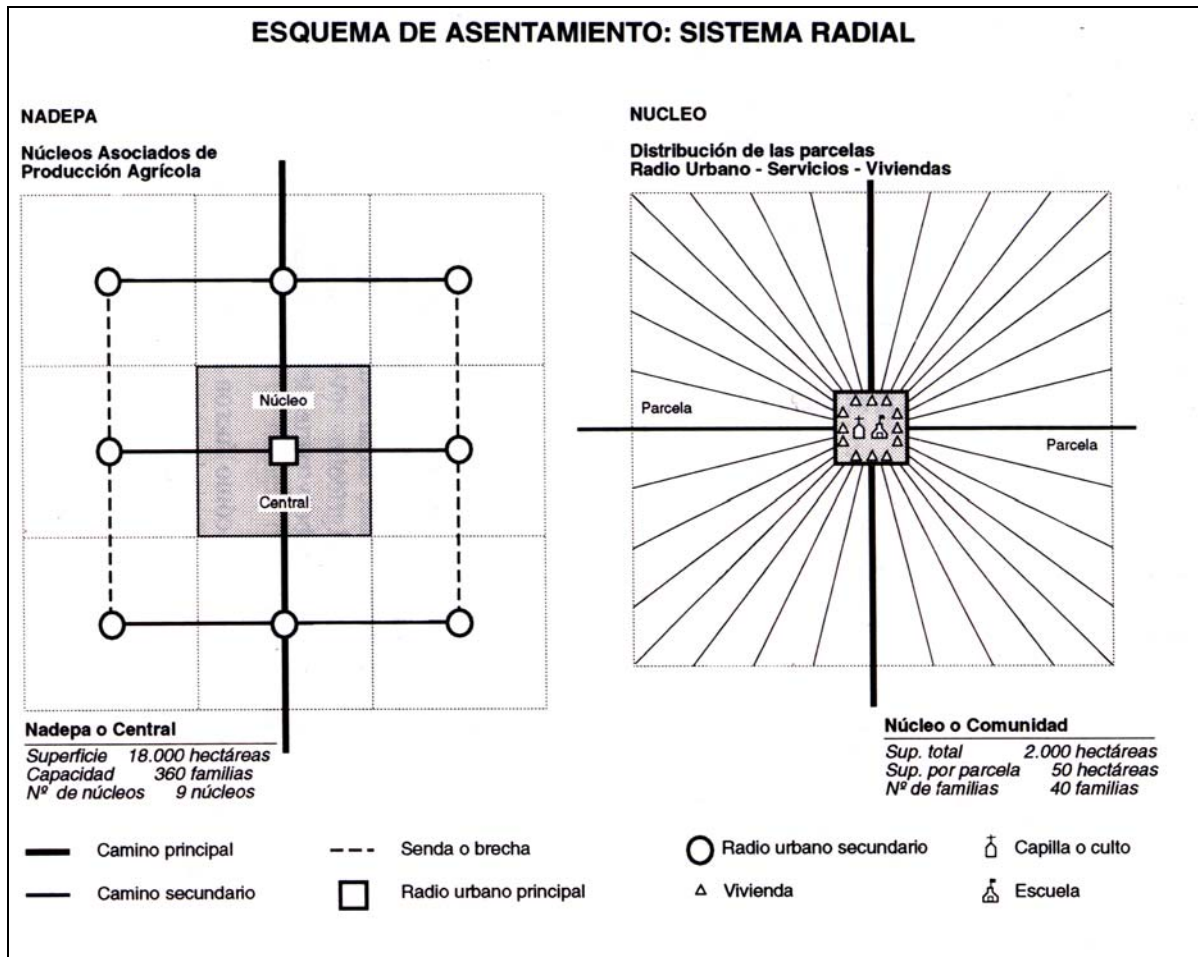 ESQUEMA DE ASENTAMIENTO: SISTEMA RADIAL
NADEPA
Núcleos Asociados de
Producción Agrícola
Núcleo
Central
Nadepa o Central
Superficie 18.000 hectáreas
Capacidad 360 familias
Nº de núcleos 9 núcleos
NUCLEO
Distribución de las parcelas
Radio Urbano - Servicios - Viviendas
Parcela
Parcela
Núcleo o Comunidad
Sup. total 2.000 hectáreas
Sup. por parcela 50 hectáreas
Nº de familias 40 familias
Camino principal
Senda o brecha
Radio urbano secundario
Capilla o culto
Camino secundario
Radio urbano principal
Vivienda
Escuela